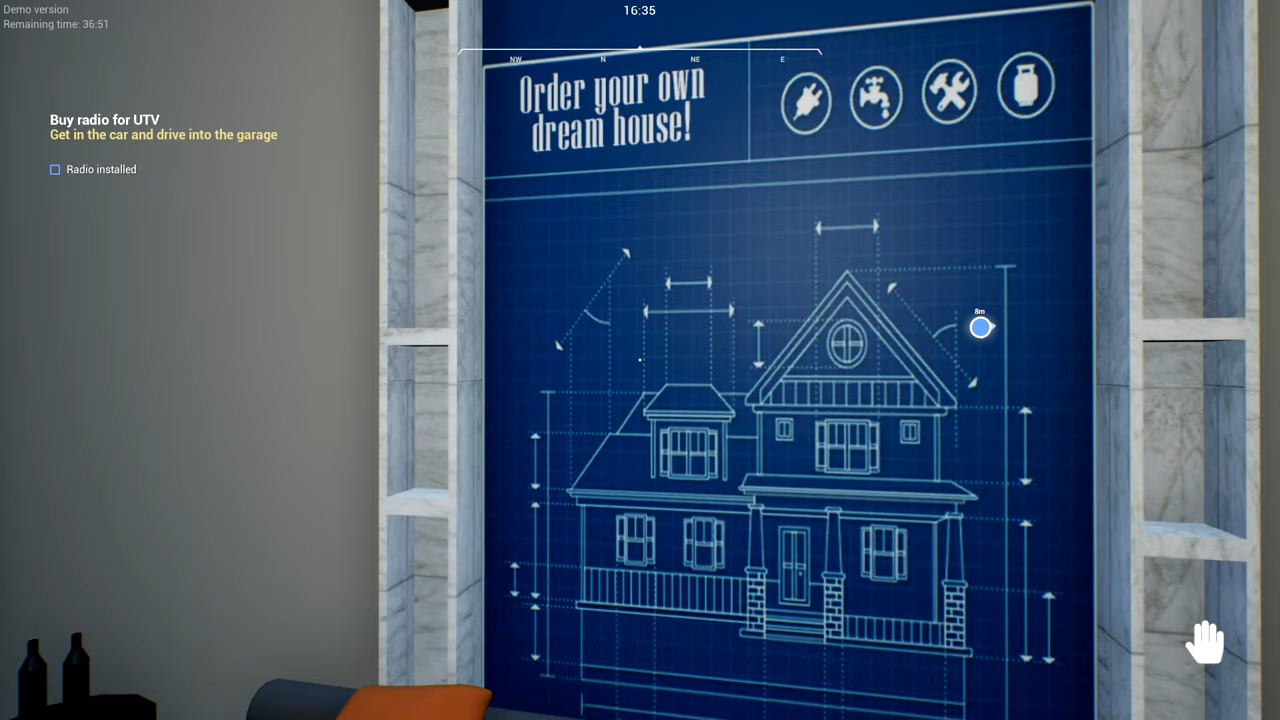 Demo version
Remaining time: 36:51
16:35
NW N NE E
Buy radio for UTV
Get in the car and drive into the garage
Radio installed
Order your own
dream house!
8m